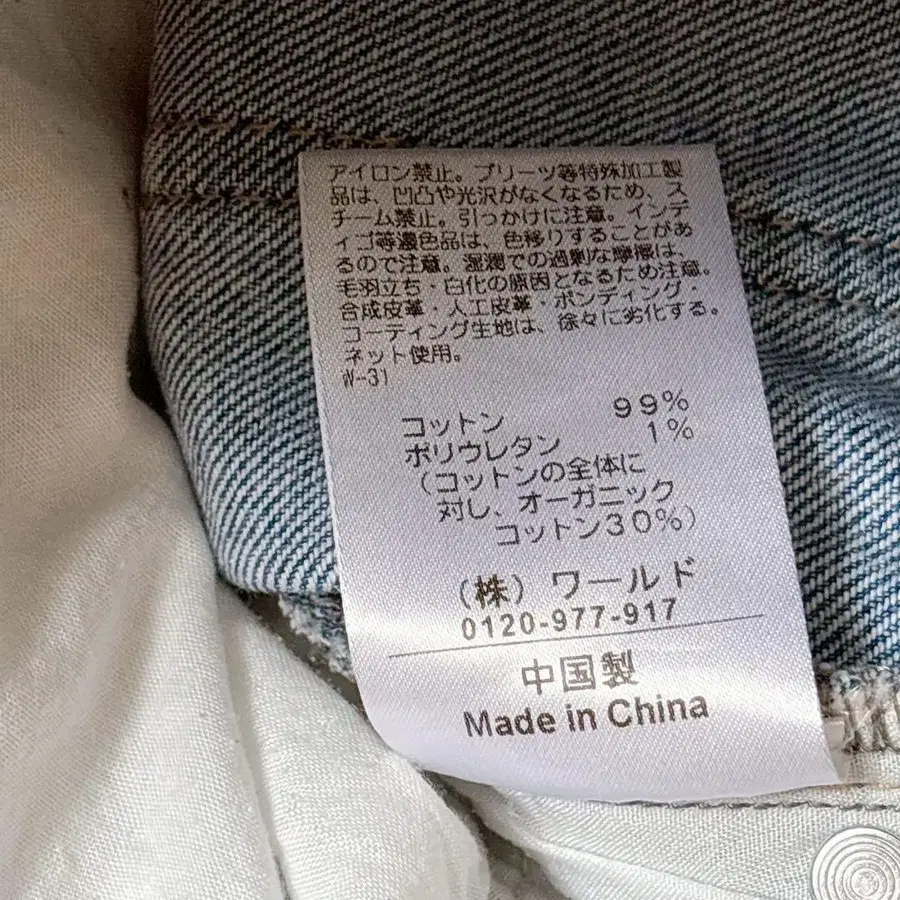 アイロン禁止。プリーツ等特殊加工製
品は、凹凸や光沢がなくなるため、ス
チーム禁止。引っかけに注意。インデ
ィゴ等濃色品は、色移りすることがあ
るので注意。湿潤での過剰な摩擦は、
毛羽立ち・白化の原因となるため注意。
合成皮革・人工皮革・ボンディング・
コーティング生地は、徐々に劣化する。
ネット使用。
W-31
コットン 99%
ポリウレタン 1%
(コットンの全体に
対し、オーガニック
コットン30%)
(株)ワールド
0120-977-917
中国製
Made in China